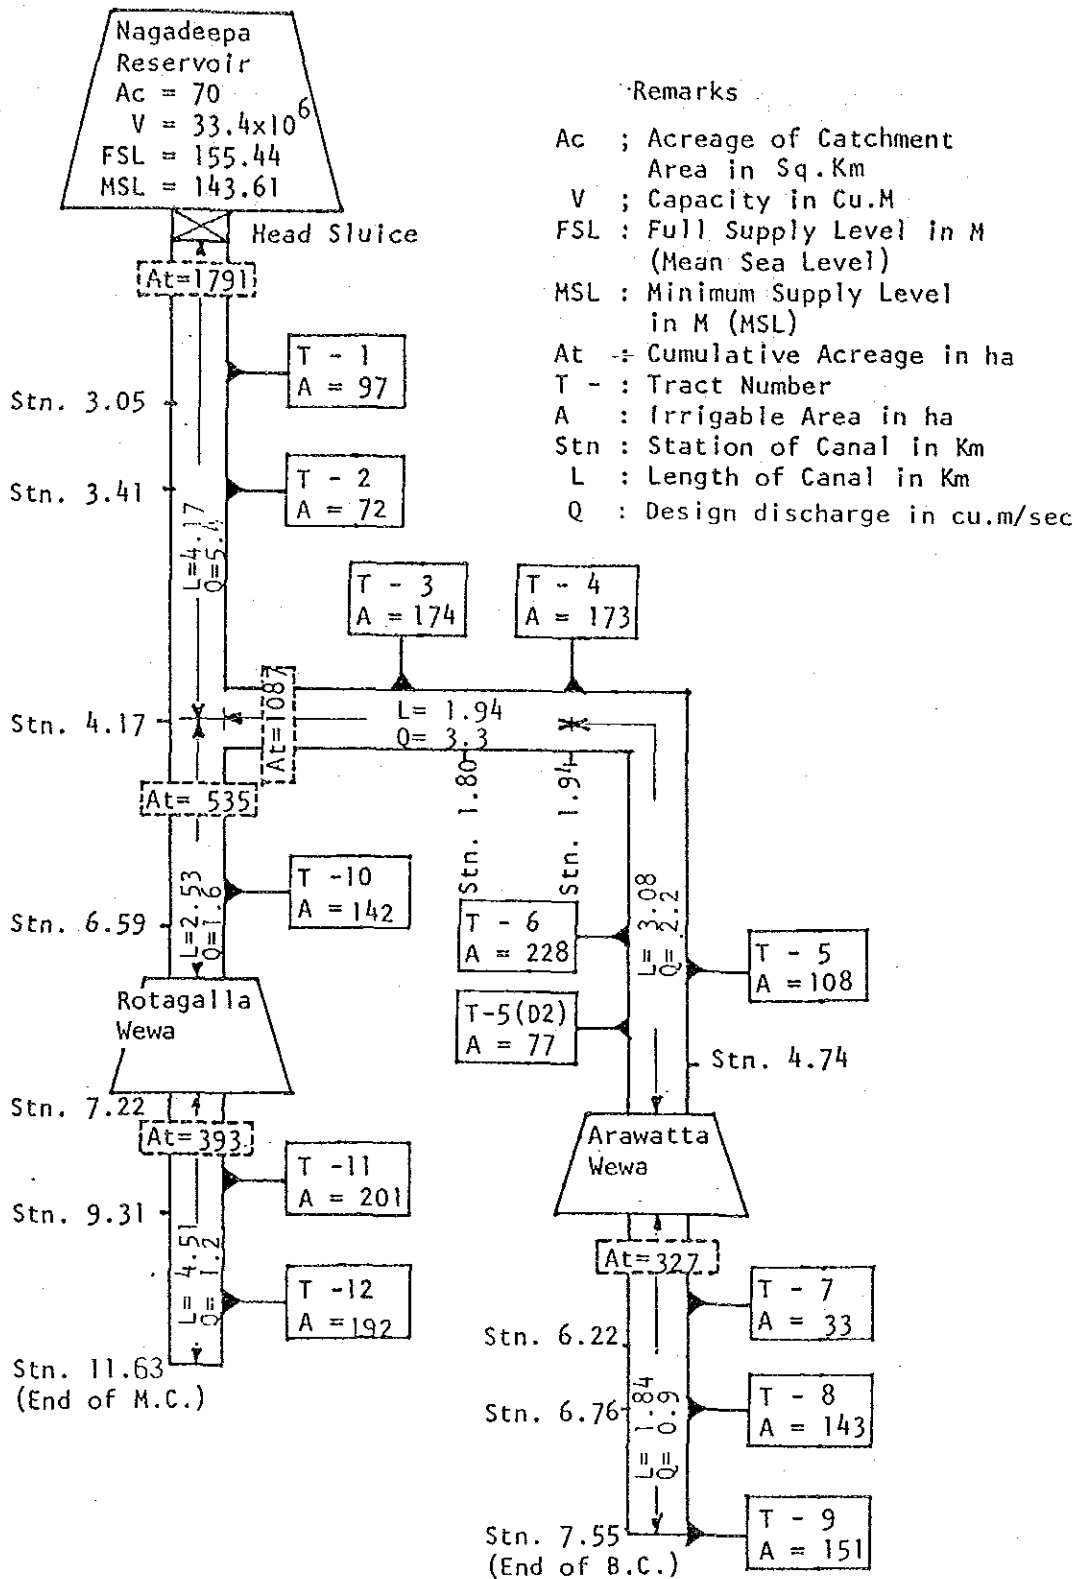 Nagadeepa
Reservoir
Ac = 70
V = 33.4x10^6
FSL = 155.44
MSL = 143.61
Head Sluice
Remarks
Ac ; Acreage of Catchment
Area in Sq.Km
V ; Capacity in Cu.M
FSL : Full Supply Level in M
(Mean Sea Level)
MSL : Minimum Supply Level
in M (MSL)
At : Cumulative Acreage in ha
T - : Tract Number
A : Irrigable Area in ha
Stn : Station of Canal in Km
L : Length of Canal in Km
Q : Design discharge in cu.m/sec
At=1791
T - 1
A = 97
Stn. 3.05
T - 2
A = 72
Stn. 3.41
L=4.17
Q=5.4
T - 3
A = 174
T - 4
A = 173
Stn. 4.17
At=1087
L= 1.94
Q= 3.3
Stn. 1.80
Stn. 1.94
At= 535
T -10
A = 142
Stn. 6.59
L=2.53
Q=1.6
T - 6
A = 228
L= 3.08
Q= 2.2
T - 5
A = 108
T-5(D2)
A = 77
Stn. 4.74
Rotagalla
Wewa
Stn. 7.22
At=393
Arawatta
Wewa
T -11
A = 201
Stn. 9.31
L= 4.51
Q= 1.2
T -12
A = 192
Stn. 11.63
(End of M.C.)
At=327
T - 7
A = 33
Stn. 6.22
T - 8
A = 143
Stn. 6.76
L= 1.84
Q= 0.9
T - 9
A = 151
Stn. 7.55
(End of B.C.)